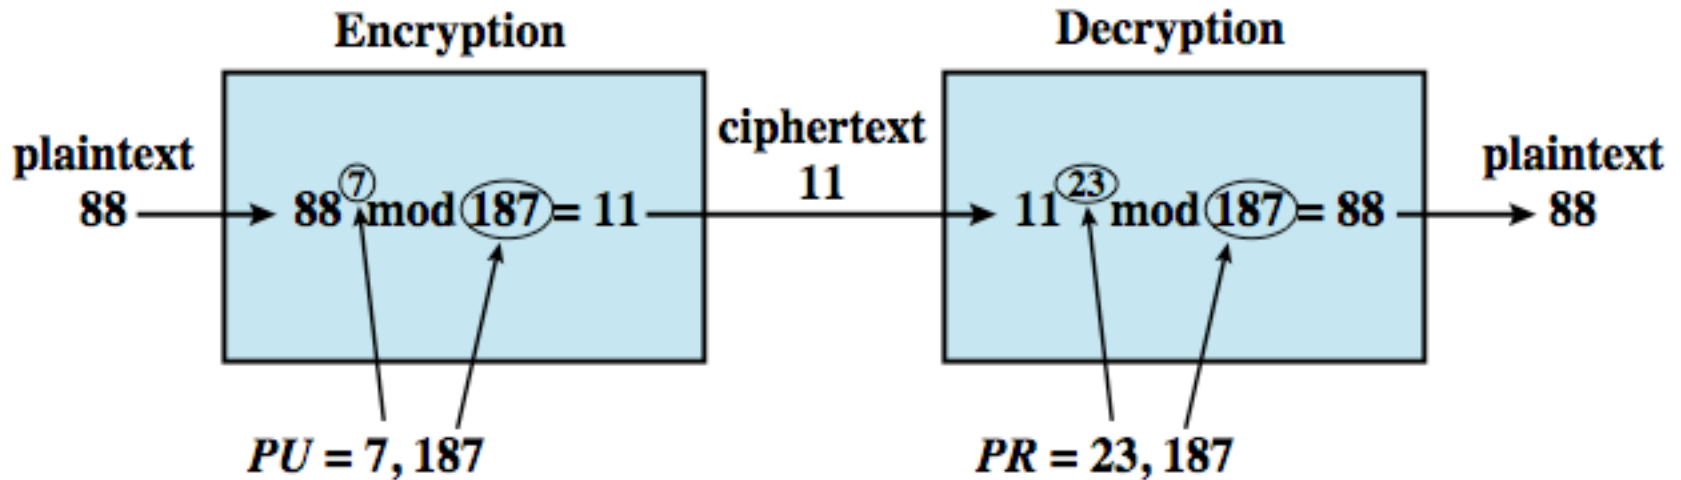 Encryption
Decryption
plaintext
88
88^7 mod 187 = 11
ciphertext
11
11^23 mod 187 = 88
plaintext
88
PU = 7, 187
PR = 23, 187